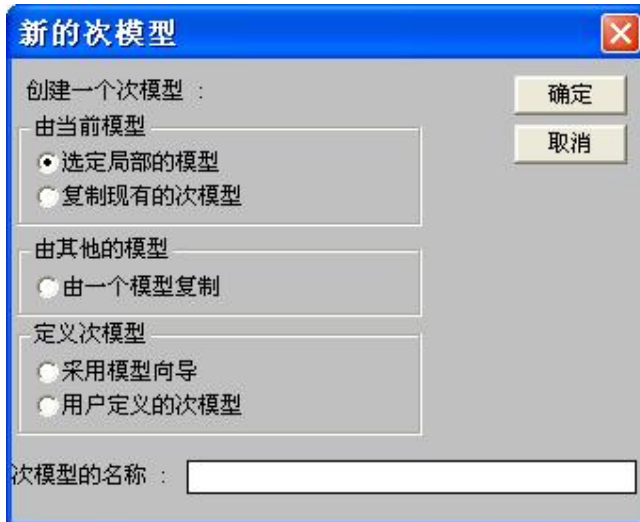 新的次模型
创建一个次模型 :
确定
由当前模型
取消
选定局部的模型
复制现有的次模型
由其他的模型
由一个模型复制
定义次模型
采用模型向导
用户定义的次模型
次模型的名称 :